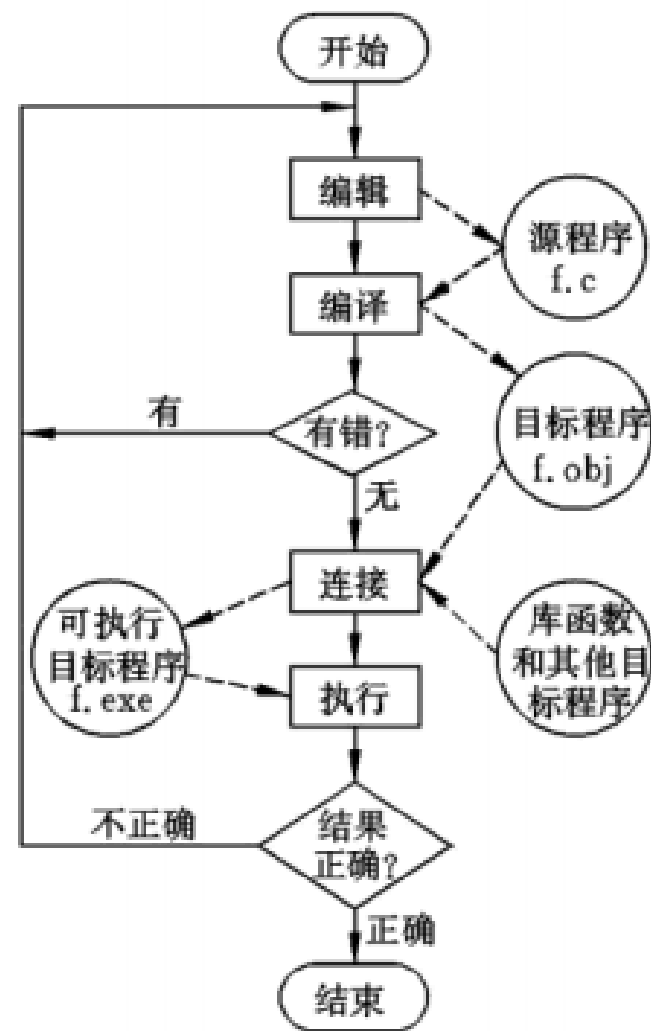 开始
编辑
源程序
f.c
编译
有
有错?
目标程序
f.obj
无
连接
可执行
目标程序
f.exe
库函数
和其他目
标程序
执行
不正确
结果
正确?
正确
结束